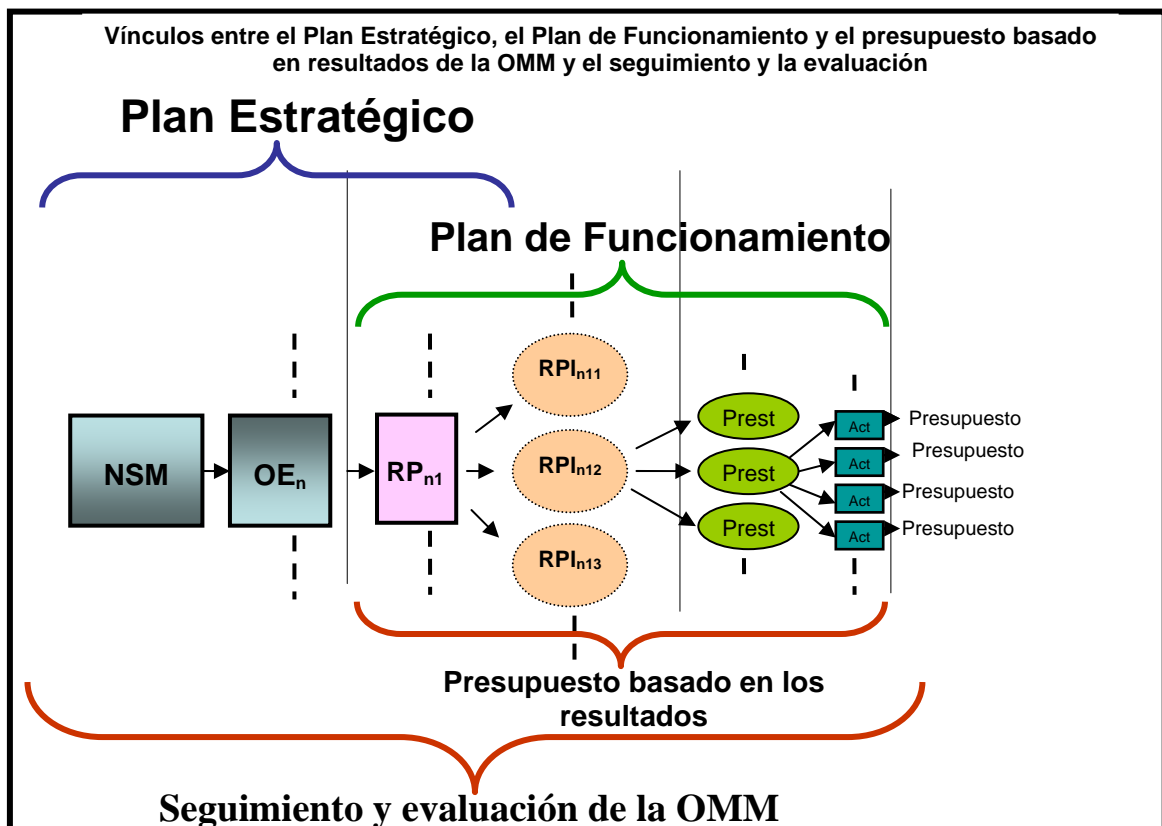 Vínculos entre el Plan Estratégico, el Plan de Funcionamiento y el presupuesto basado
en resultados de la OMM y el seguimiento y la evaluación
Plan Estratégico
Plan de Funcionamiento
NSM
OEn
RPn1
RPIn11
RPIn12
RPIn13
Prest
Prest
Prest
Act
Act
Act
Act
Presupuesto
Presupuesto
Presupuesto
Presupuesto
Presupuesto basado en los
resultados
Seguimiento y evaluación de la OMM